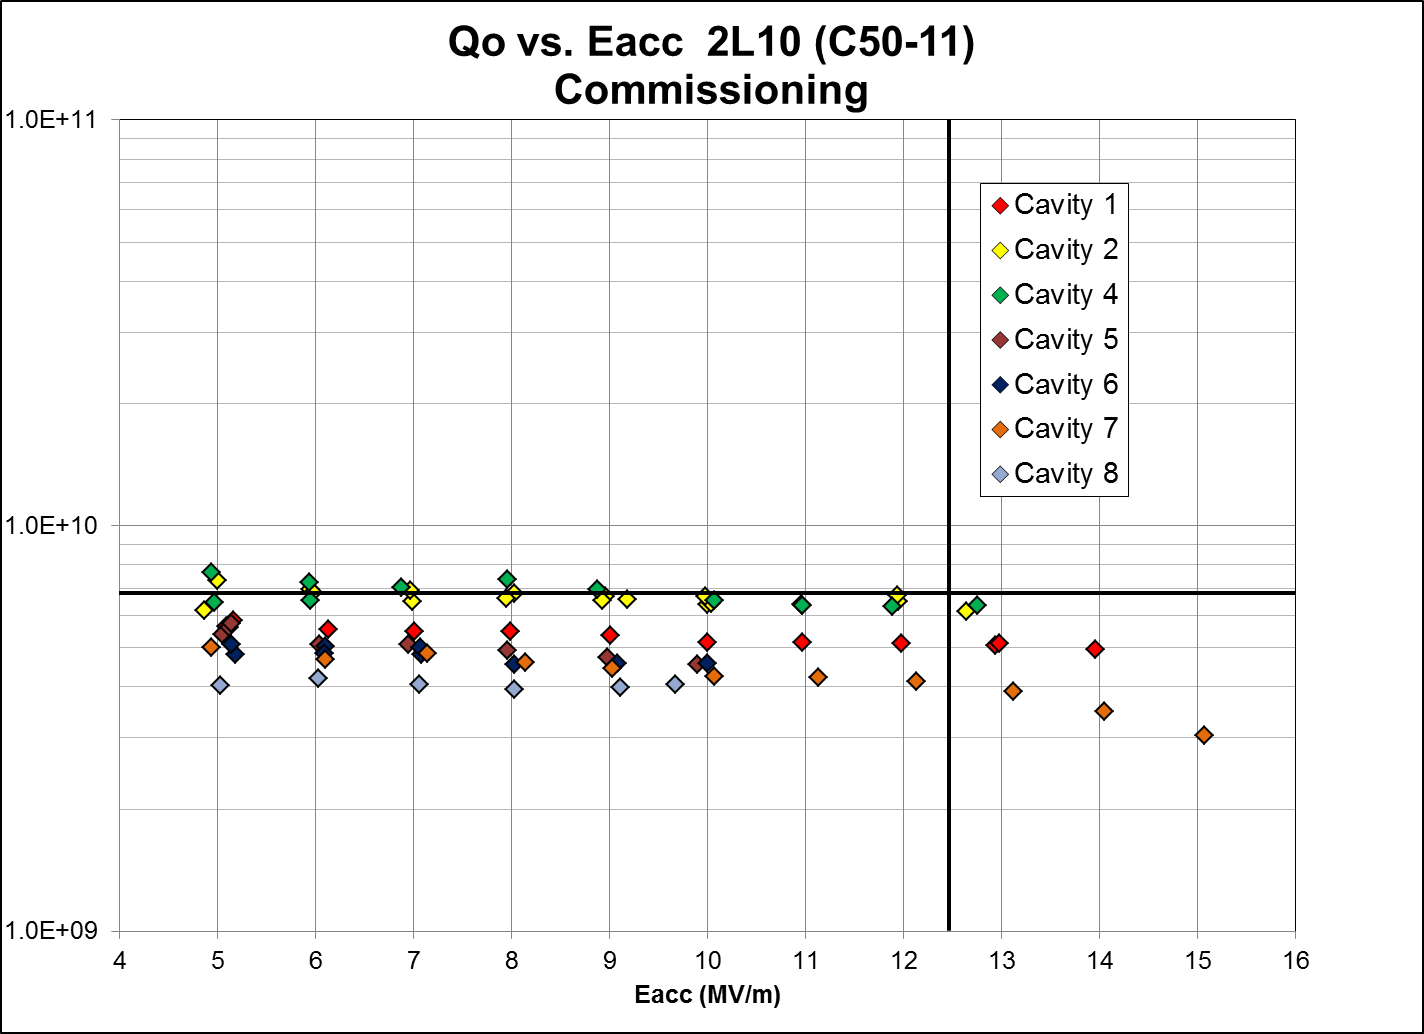 Qo vs. Eacc  2L10 (C50-11)
Commissioning
1.0E+11
Cavity 1
Cavity 2
Cavity 4
Cavity 5
Cavity 6
Cavity 7
Cavity 8
1.0E+10
1.0E+09
4 5 6 7 8 9 10 11 12 13 14 15 16
Eacc (MV/m)